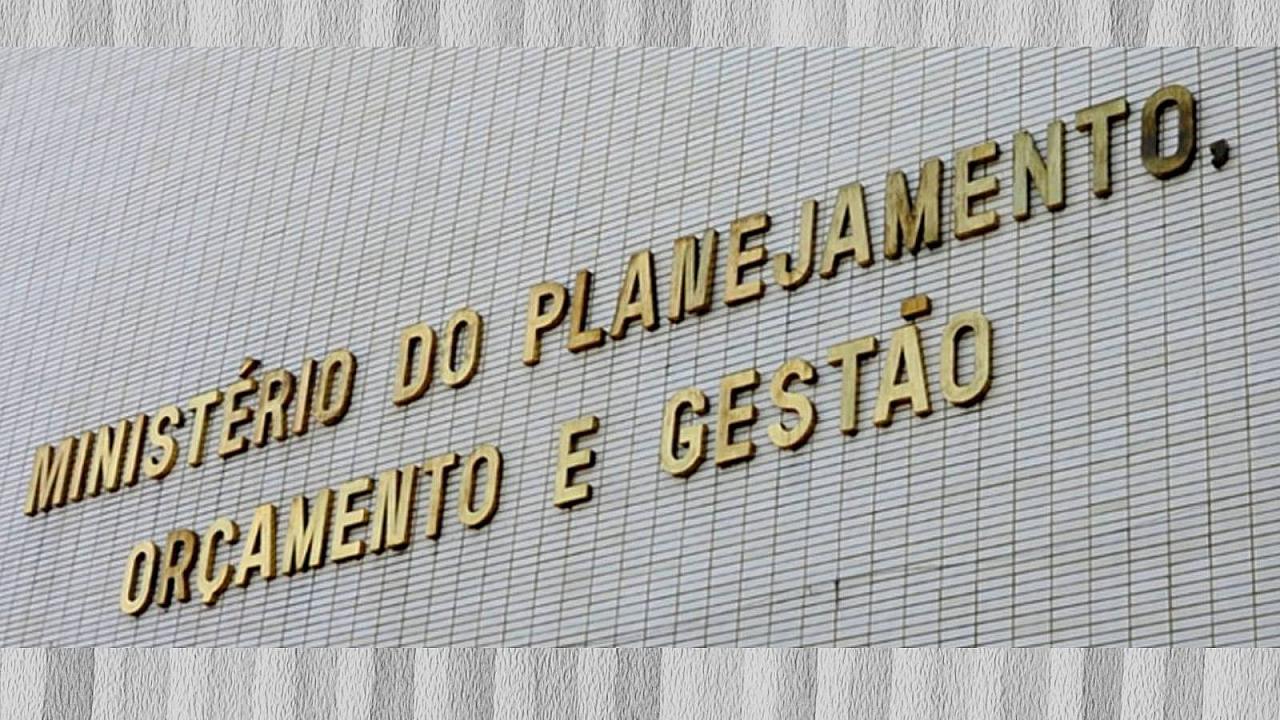 MINISTÉRIO DO PLANEJAMENTO,
ORÇAMENTO E GESTÃO